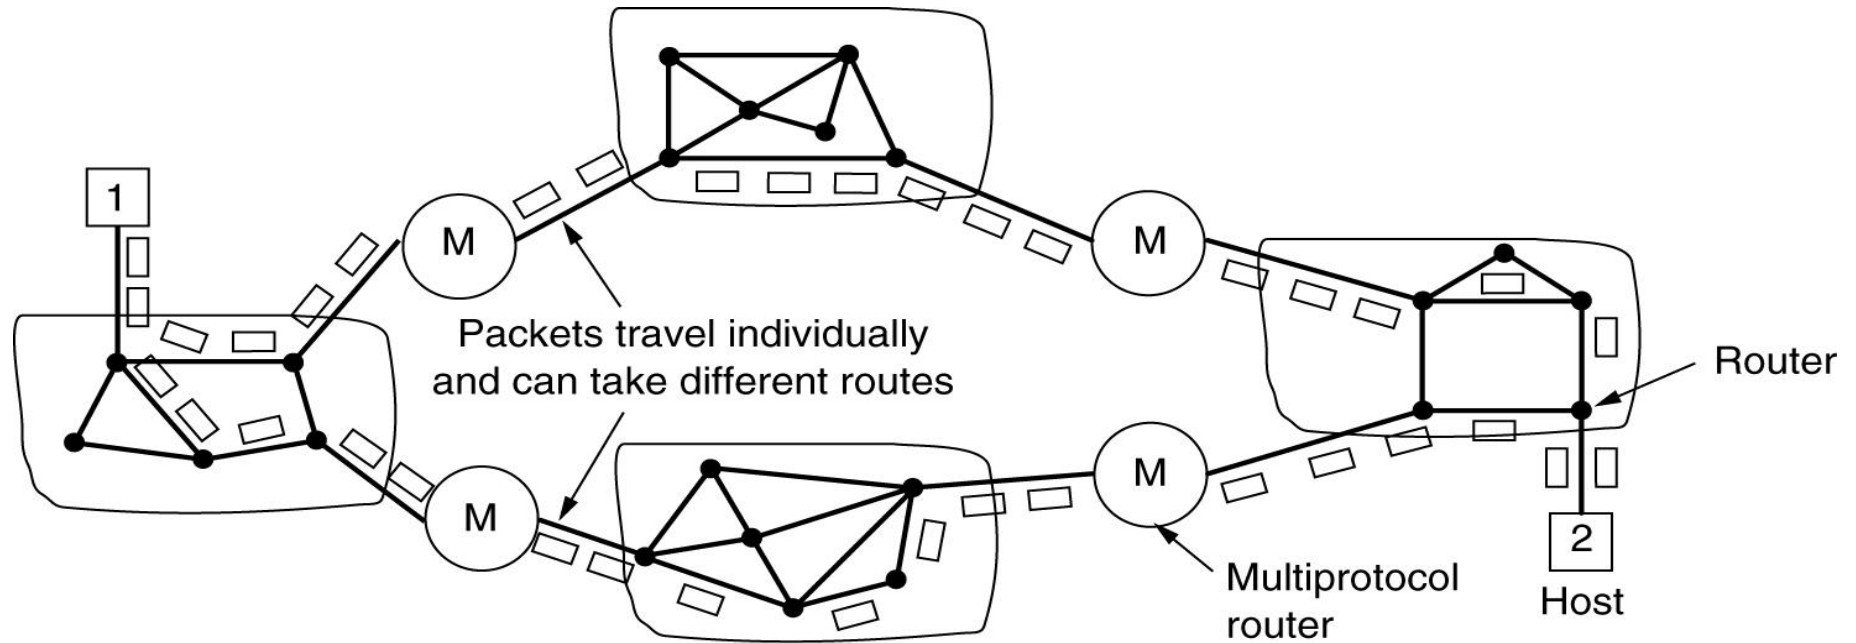 1
M
M
Packets travel individually
and can take different routes
Router
M
M
2
Multiprotocol
router
Host